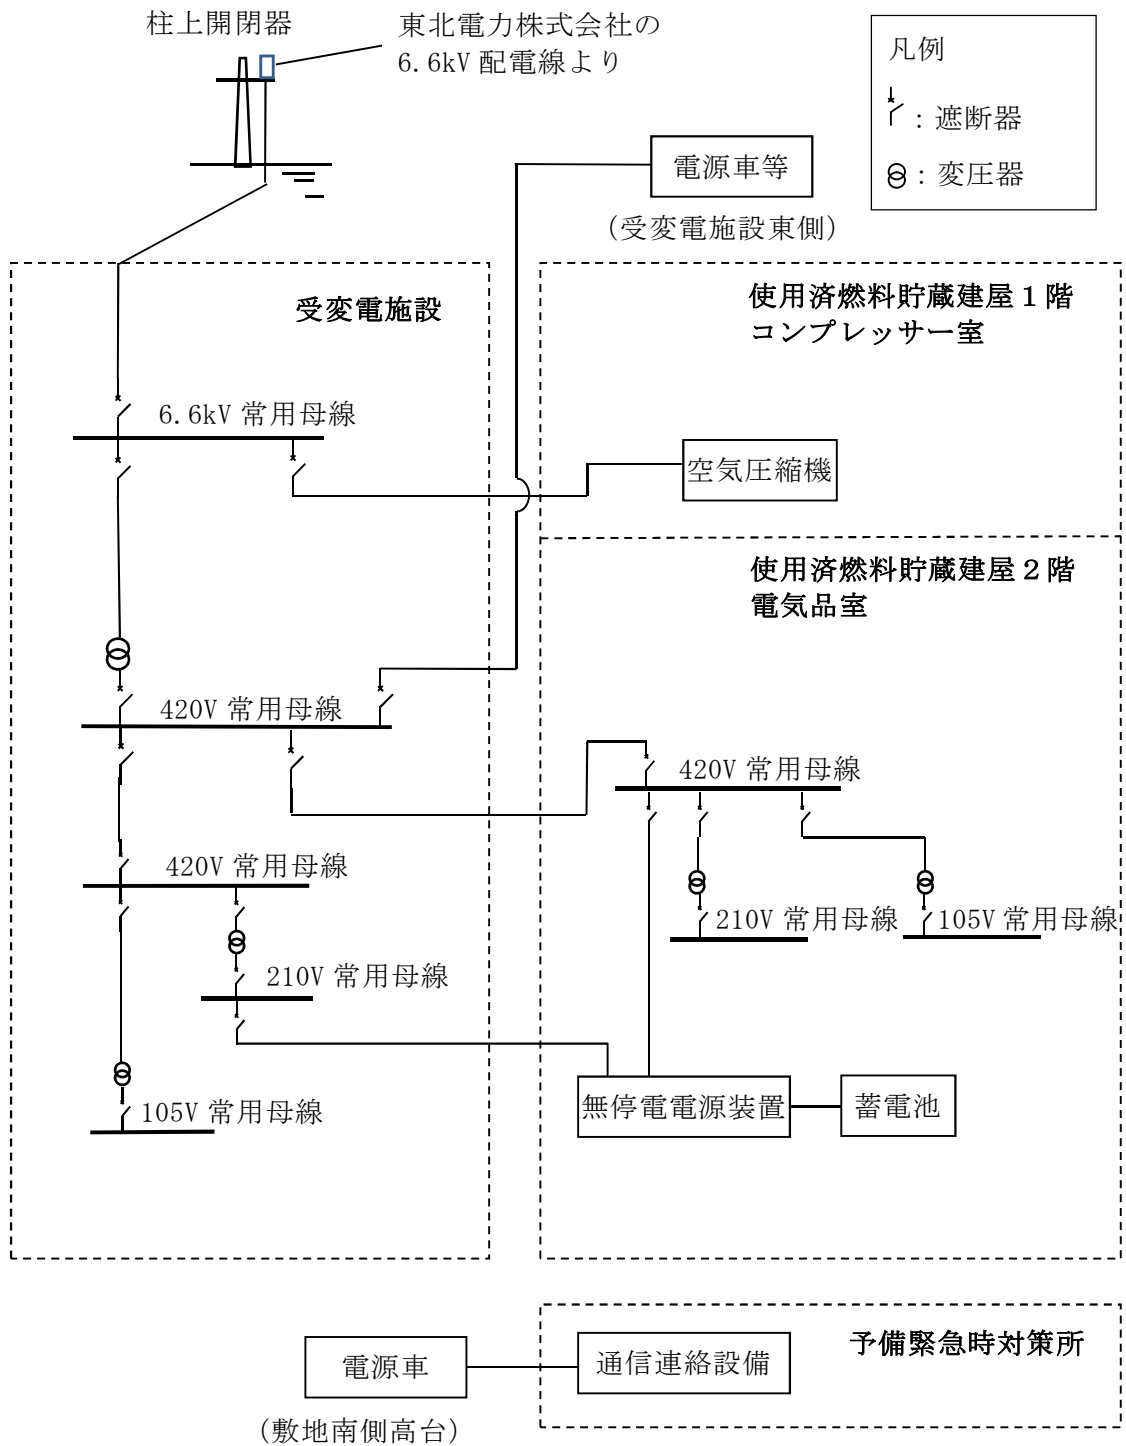 柱上開閉器
東北電力株式会社の
6.6kV 配電線より
凡例
：遮断器
：変圧器
電源車等
（受変電施設東側）
受変電施設
使用済燃料貯蔵建屋１階
コンプレッサー室
6.6kV 常用母線
空気圧縮機
使用済燃料貯蔵建屋２階
電気品室
420V 常用母線
420V 常用母線
420V 常用母線
210V 常用母線
105V 常用母線
210V 常用母線
105V 常用母線
無停電電源装置
蓄電池
予備緊急時対策所
電源車
通信連絡設備
（敷地南側高台）